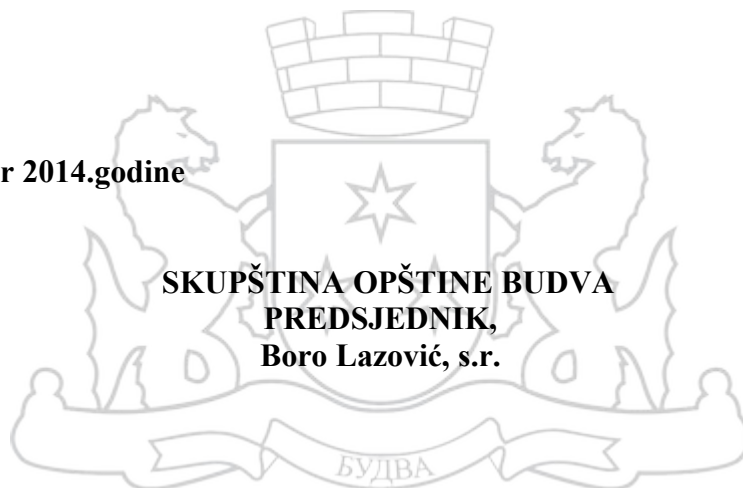 r 2014.godine
SKUPŠTINA OPŠTINE BUDVA
PREDSJEDNIK,
Boro Lazović, s.r.
БУДВА